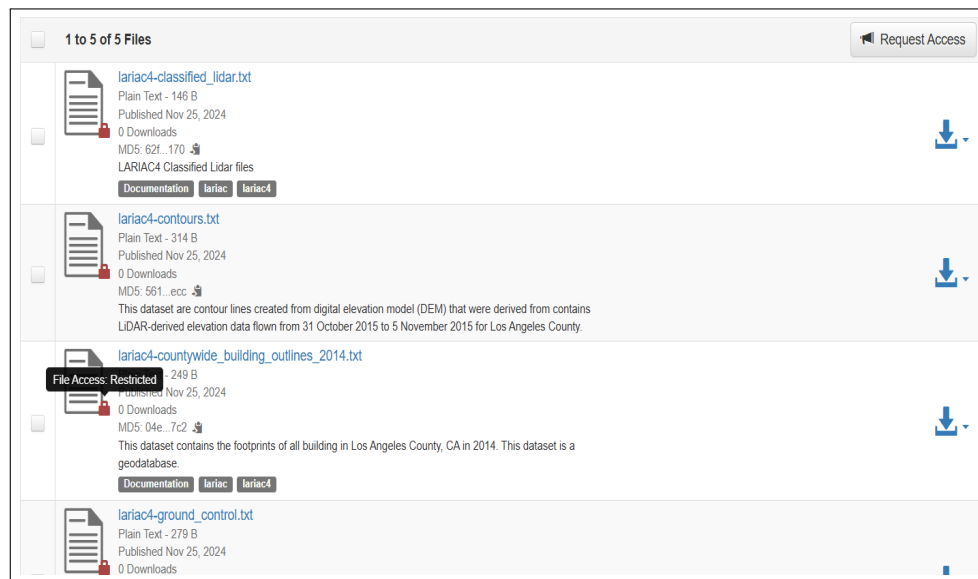 1 to 5 of 5 Files
Request Access
lariac4-classified_lidar.txt
Plain Text - 146 B
Published Nov 25, 2024
0 Downloads
MD5: 62f...170
LARIAC4 Classified Lidar files
Documentation lariac lariac4
lariac4-contours.txt
Plain Text - 314 B
Published Nov 25, 2024
0 Downloads
MD5: 561...ecc
This dataset are contour lines created from digital elevation model (DEM) that were derived from contains
LiDAR-derived elevation data flown from 31 October 2015 to 5 November 2015 for Los Angeles County.
lariac4-countywide_building_outlines_2014.txt
File Access: Restricted
- 249 B
Published Nov 25, 2024
0 Downloads
MD5: 04e...7c2
This dataset contains the footprints of all building in Los Angeles County, CA in 2014. This dataset is a
geodatabase.
Documentation lariac lariac4
lariac4-ground_control.txt
Plain Text - 279 B
Published Nov 25, 2024
0 Downloads